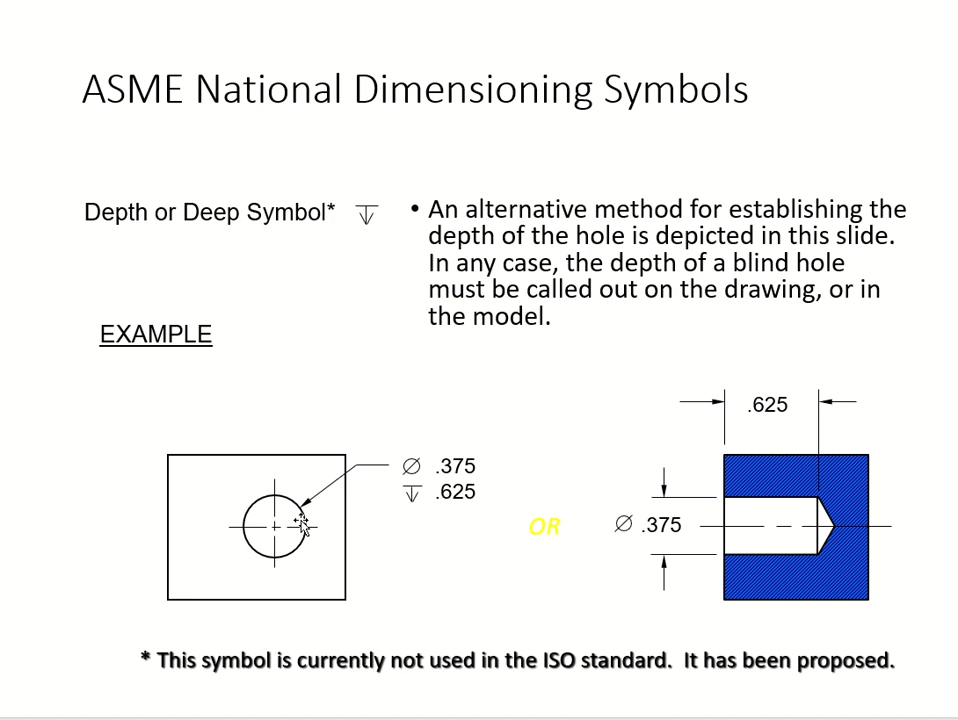 ASME National Dimensioning Symbols
Depth or Deep Symbol* ↧
• An alternative method for establishing the
depth of the hole is depicted in this slide.
In any case, the depth of a blind hole
must be called out on the drawing, or in
the model.
EXAMPLE
∅ .375
↧ .625
OR
.625
∅ .375
* This symbol is currently not used in the ISO standard. It has been proposed.